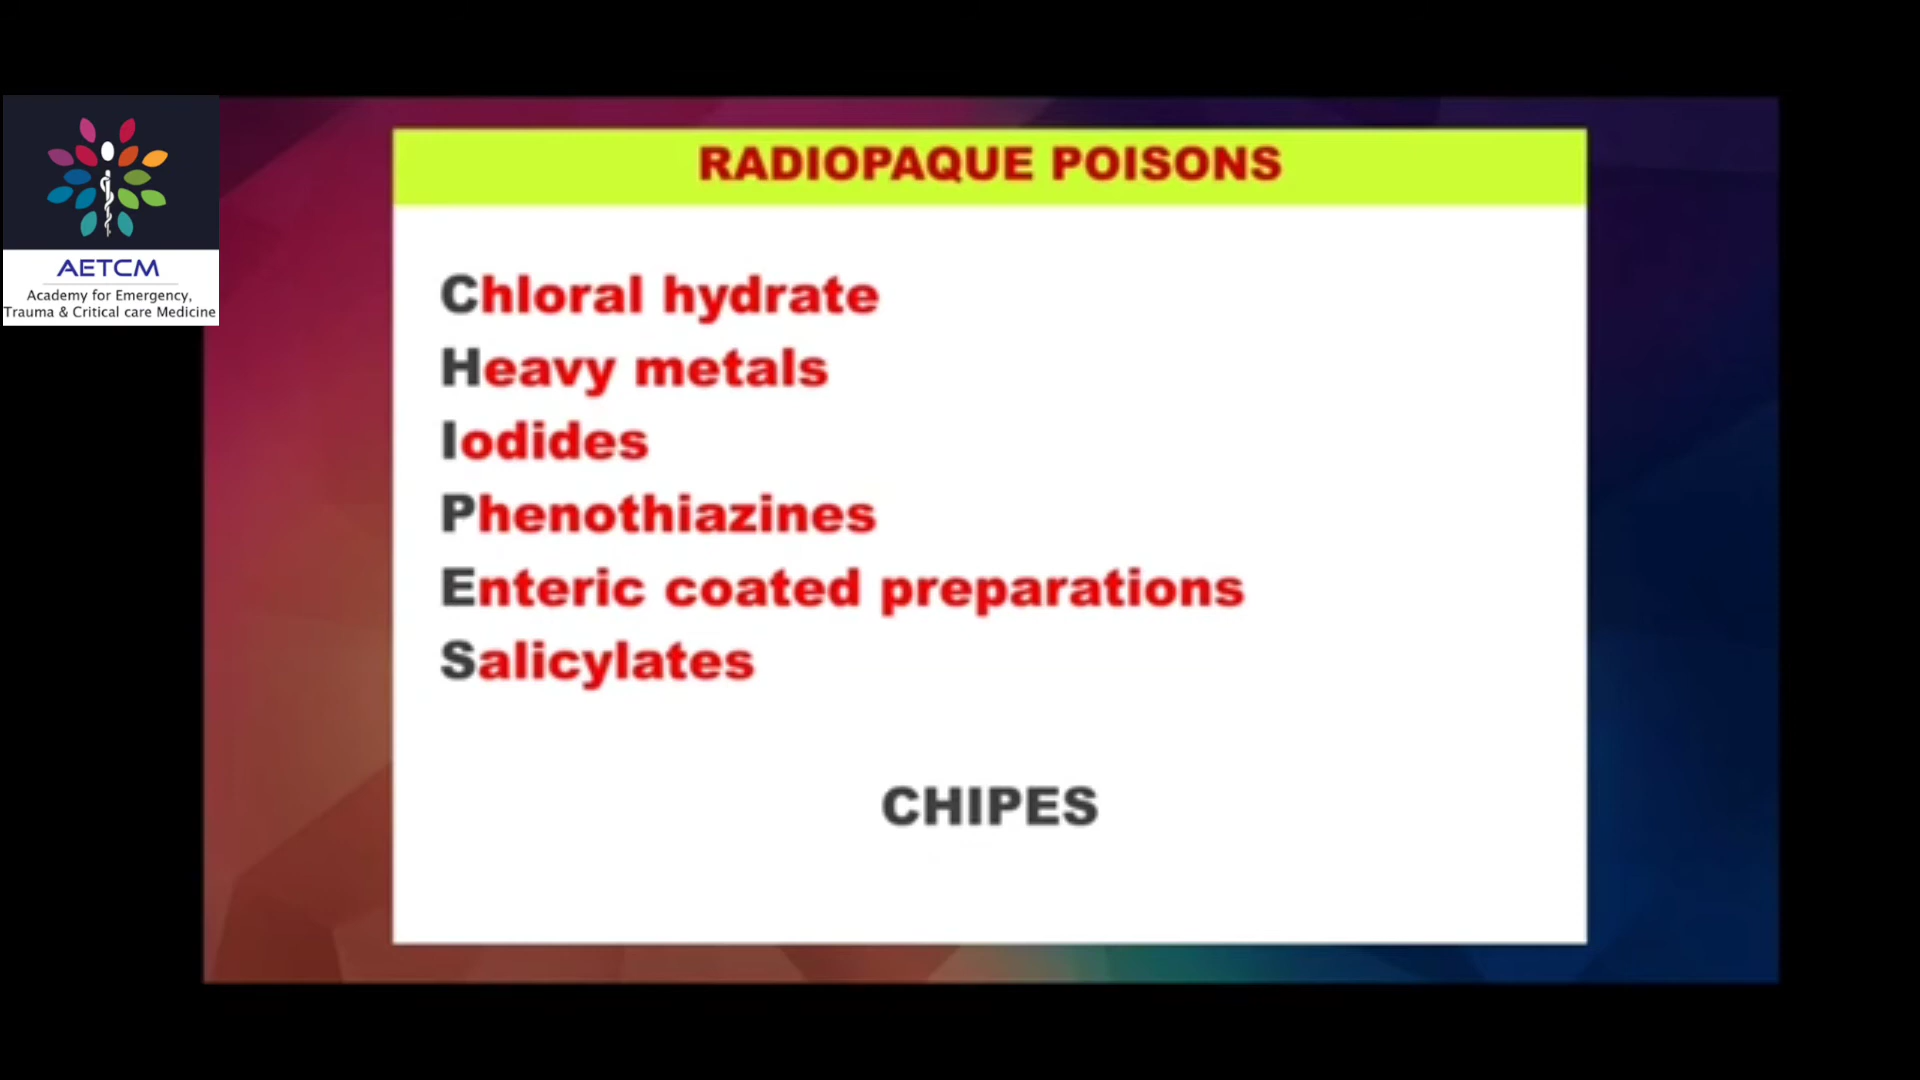 AETCM
Academy for Emergency,
Trauma & Critical care Medicine
RADIOPAQUE POISONS
Chloral hydrate
Heavy metals
Iodides
Phenothiazines
Enteric coated preparations
Salicylates
CHIPES